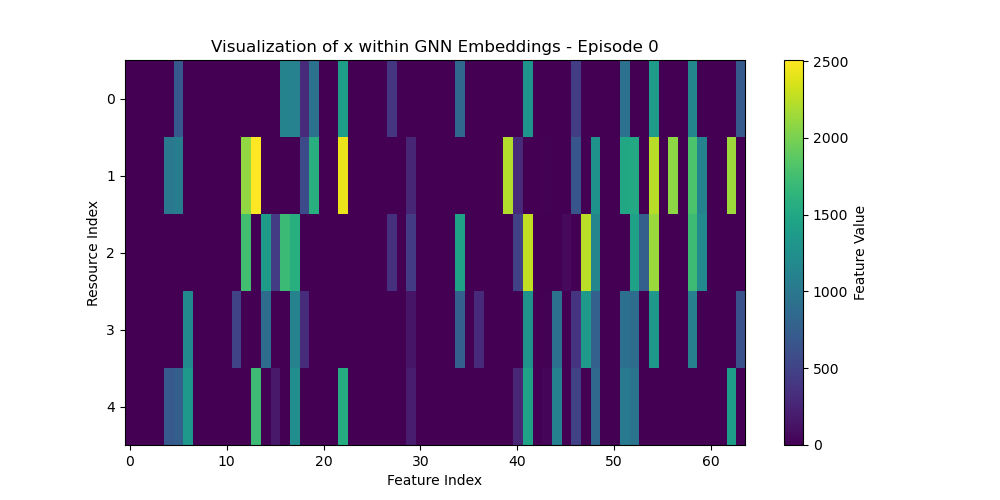 Visualization of x within GNN Embeddings - Episode 0
Resource Index
0
1
2
3
4
0 10 20 30 40 50 60
Feature Index
2500
2000
1500
1000
500
0
Feature Value